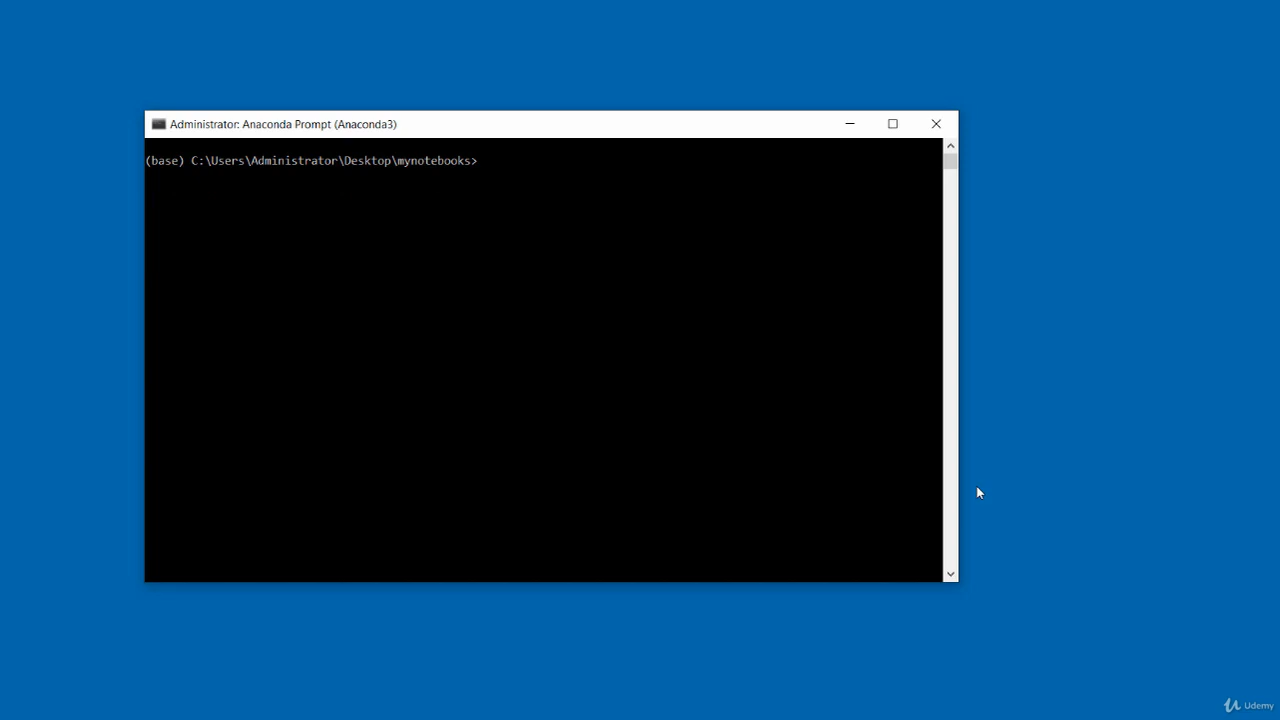 Administrator: Anaconda Prompt (Anaconda3)
(base) C:\Users\Administrator\Desktop\mynotebooks>
Udemy